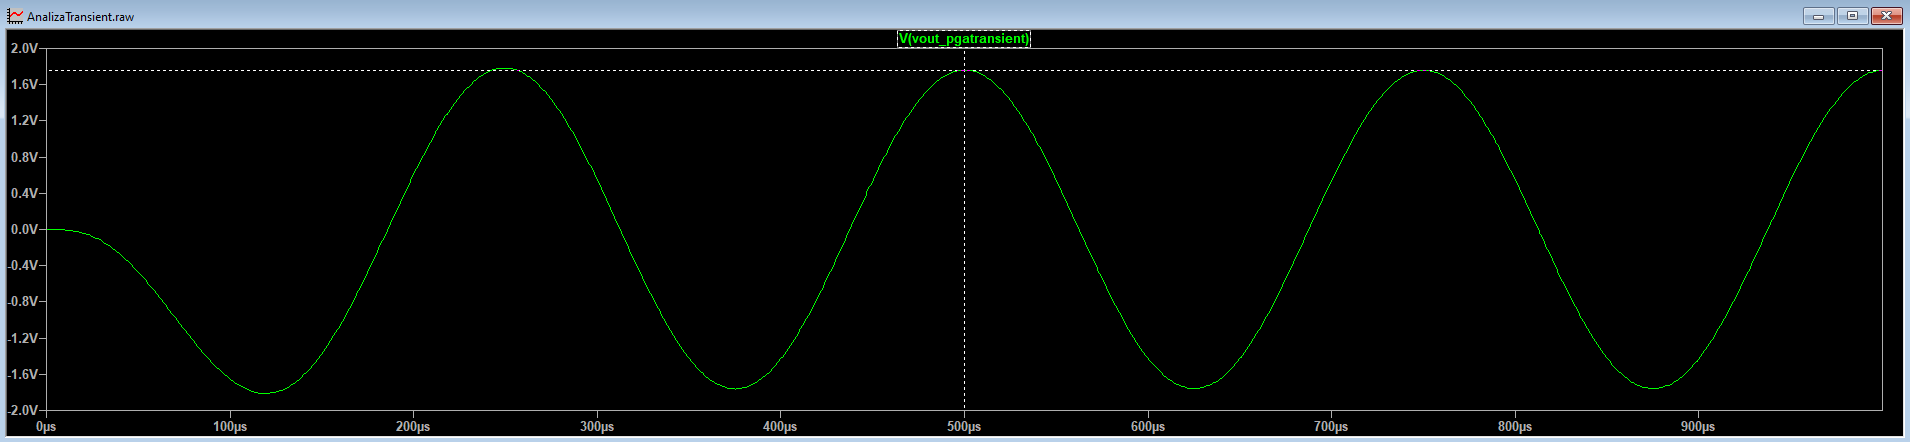 AnalizaTransient.raw
V(vout_pgatransient)
2.0V
1.6V
1.2V
0.8V
0.4V
0.0V
-0.4V
-0.8V
-1.2V
-1.6V
-2.0V
0µs 100µs 200µs 300µs 400µs 500µs 600µs 700µs 800µs 900µs